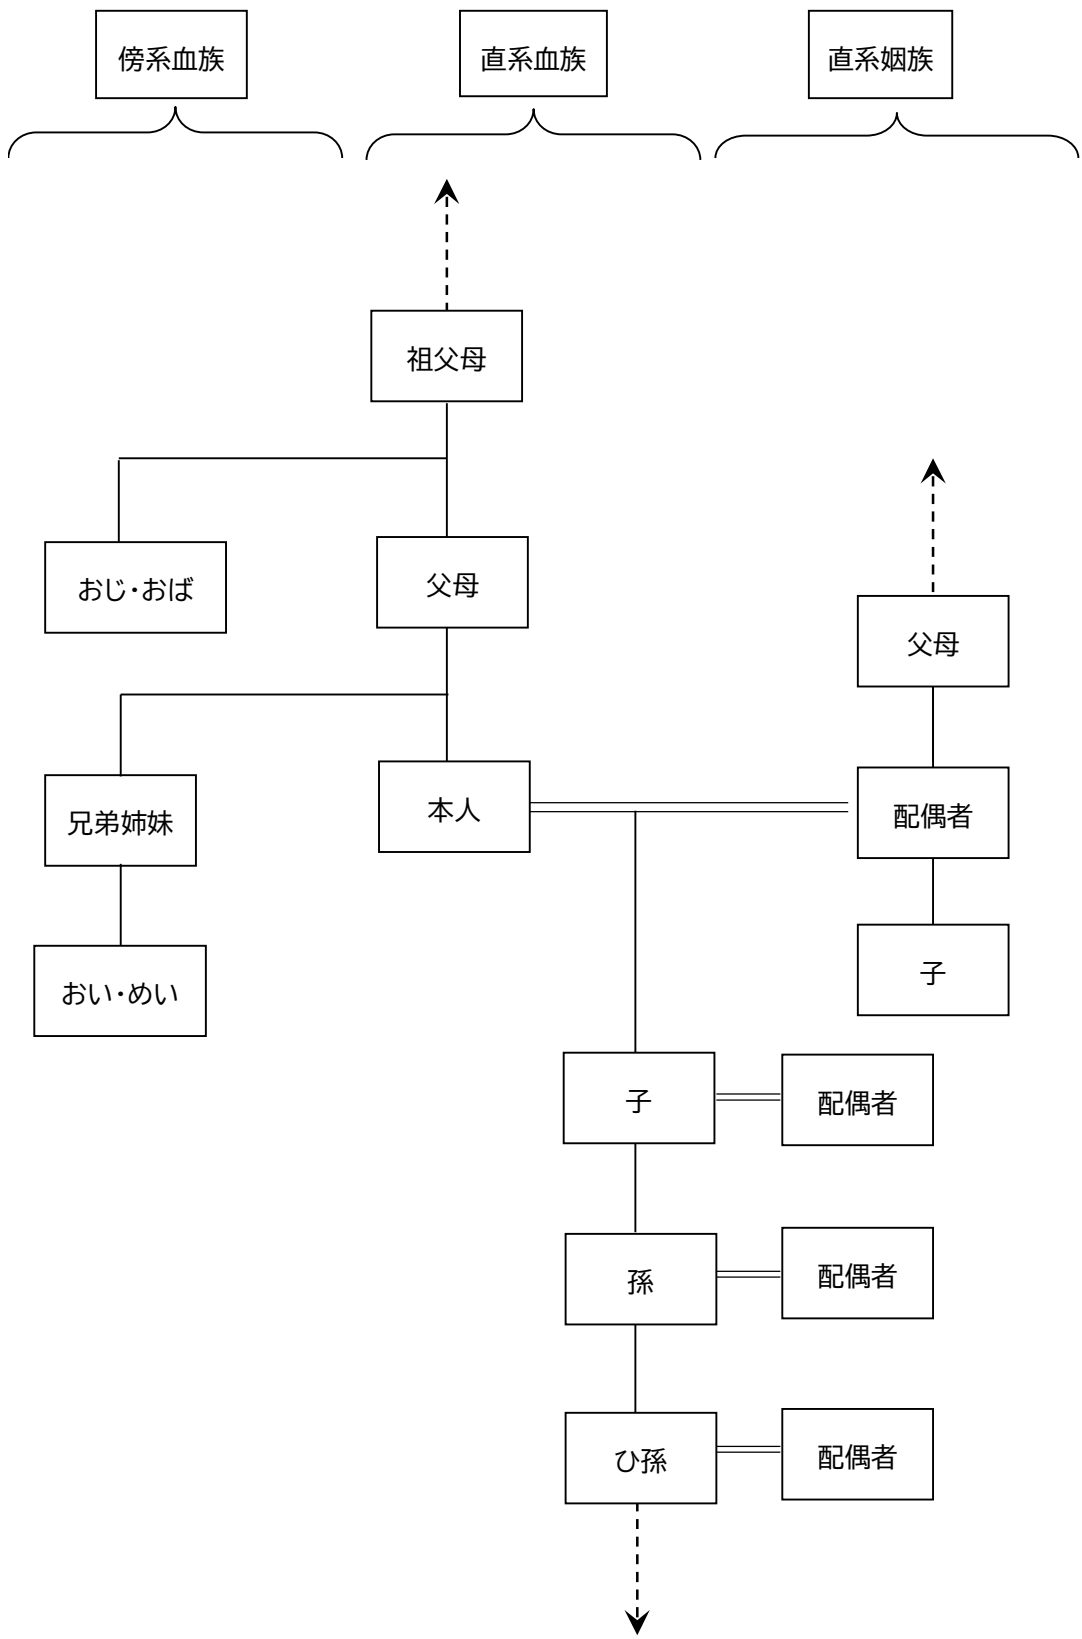 傍系血族
直系血族
直系姻族
祖父母
おじ・おば
父母
父母
兄弟姉妹
本人
配偶者
おい・めい
子
子
配偶者
孫
配偶者
ひ孫
配偶者